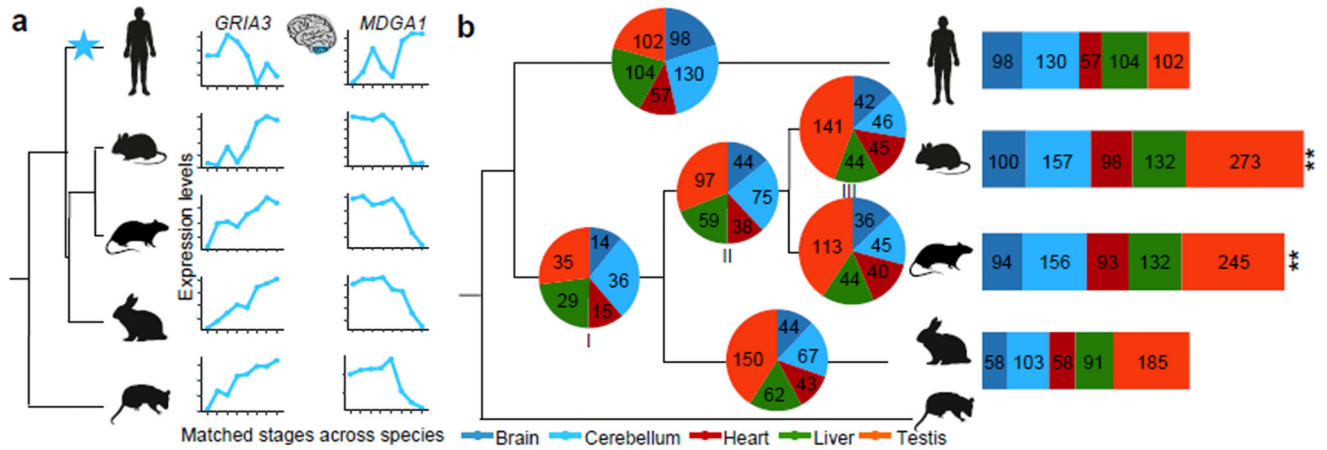 a
GRIA3
MDGA1
Expression levels
Matched stages across species
b
102
98
104
130
57
141
42
46
45
44
III
97
44
75
59
38
II
113
36
45
44
40
35
14
36
29
15
I
150
44
67
62
43
98 130 57 104 102
100 157 98 132 273 **
94 156 93 132 245 **
58 103 58 91 185
Brain Cerebellum Heart Liver Testis